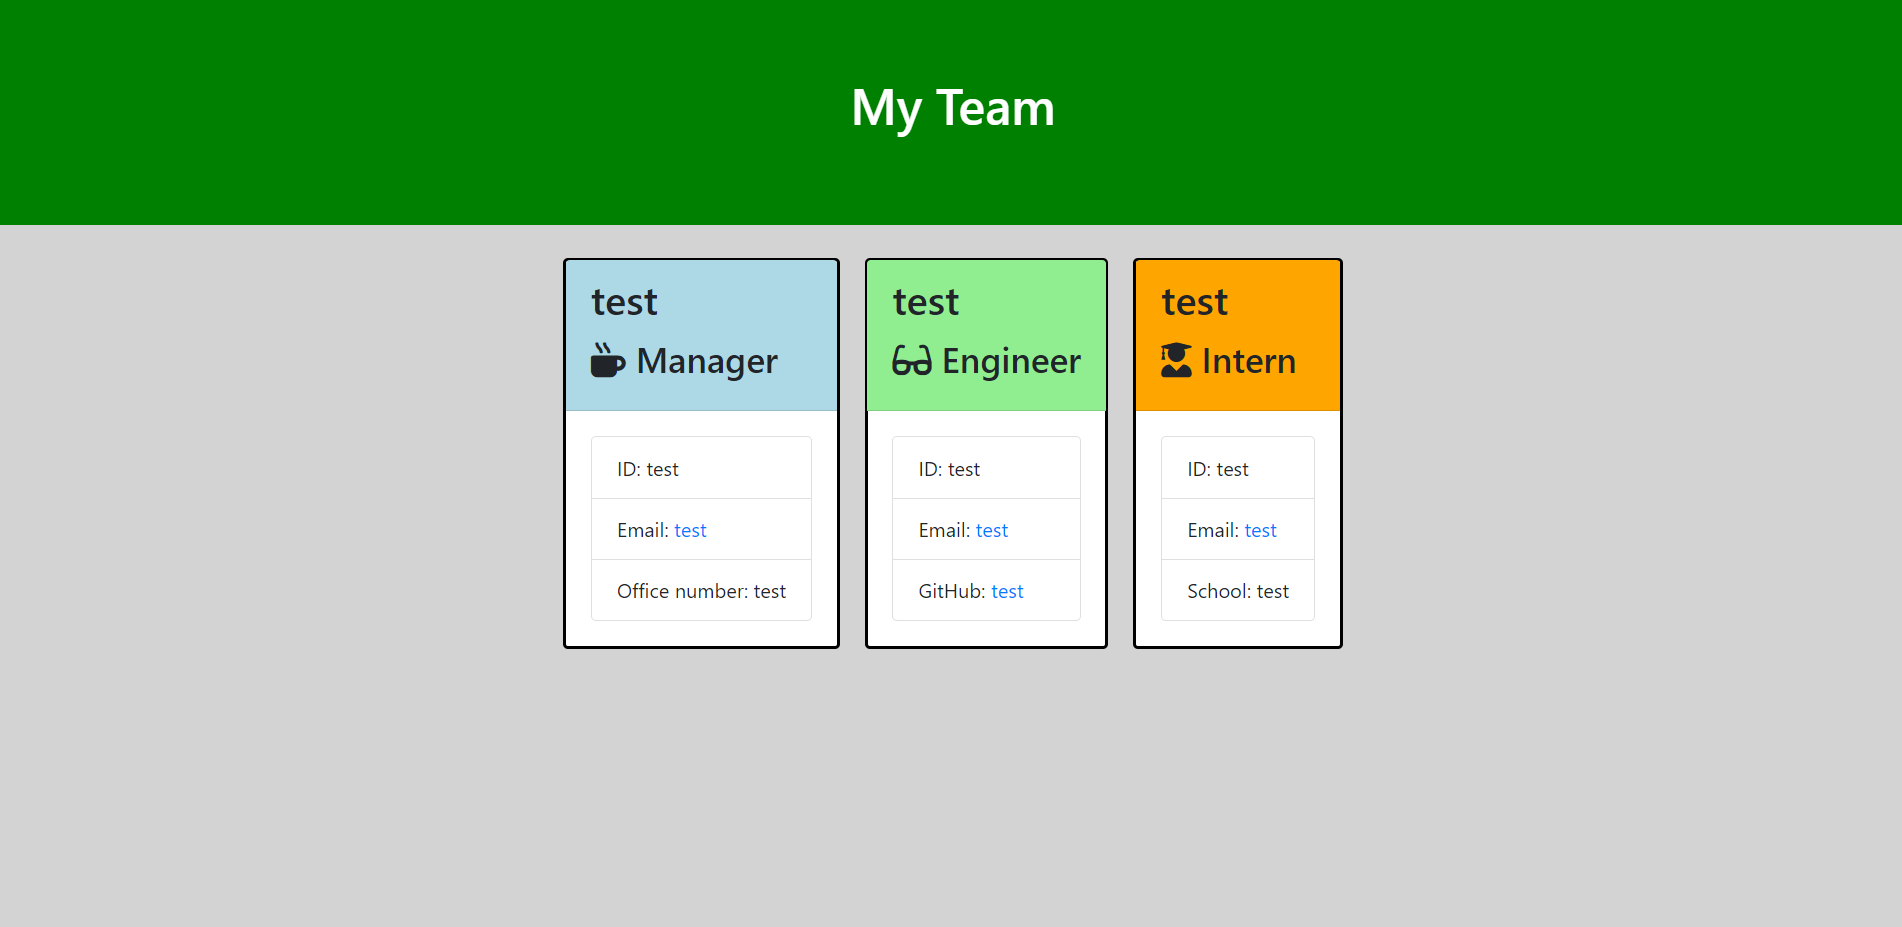 My Team
test
Manager
ID: test
Email: test
Office number: test
test
Engineer
ID: test
Email: test
GitHub: test
test
Intern
ID: test
Email: test
School: test